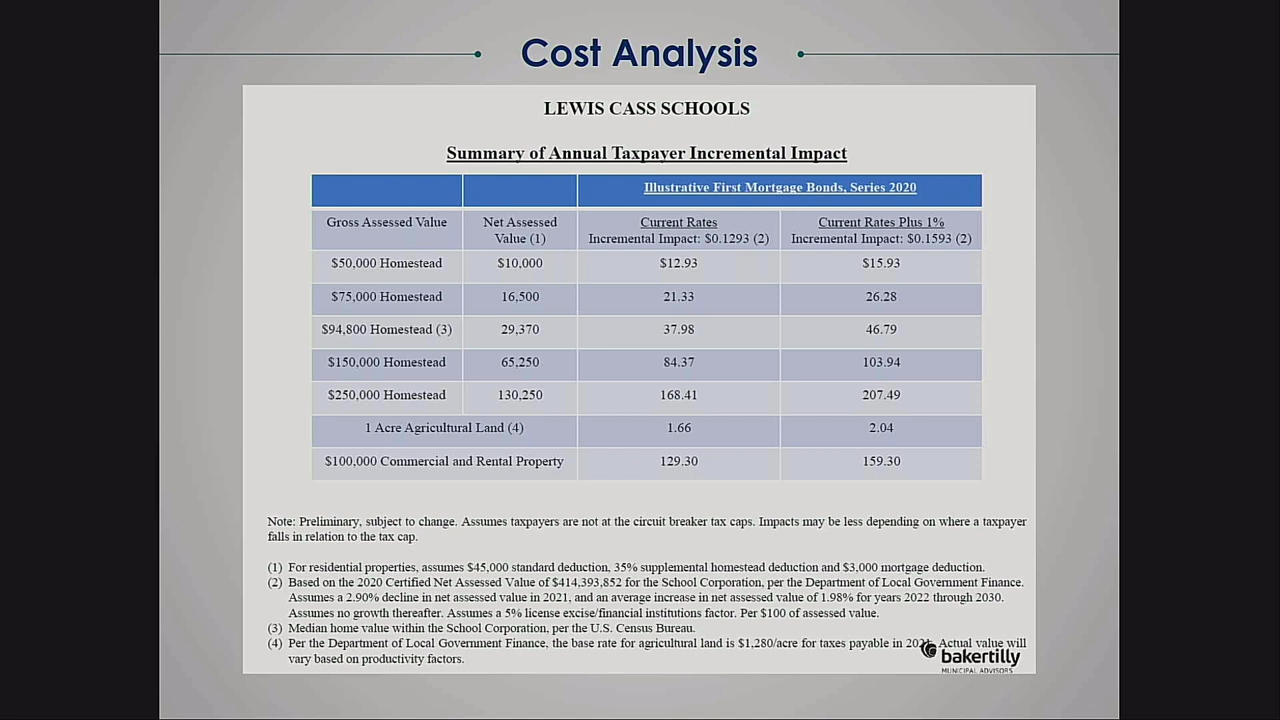 Cost Analysis
LEWIS CASS SCHOOLS
Summary of Annual Taxpayer Incremental Impact
Illustrative First Mortgage Bonds, Series 2020
Gross Assessed Value Net Assessed Value (1) Current Rates Incremental Impact: $0.1293 (2) Current Rates Plus 1% Incremental Impact: $0.1593 (2)
$50,000 Homestead $10,000 $12.93 $15.93
$75,000 Homestead 16,500 21.33 26.28
$94,800 Homestead (3) 29,370 37.98 46.79
$150,000 Homestead 65,250 84.37 103.94
$250,000 Homestead 130,250 168.41 207.49
1 Acre Agricultural Land (4) 1.66 2.04
$100,000 Commercial and Rental Property 129.30 159.30
Note: Preliminary, subject to change. Assumes taxpayers are not at the circuit breaker tax caps. Impacts may be less depending on where a taxpayer
falls in relation to the tax cap.
(1) For residential properties, assumes $45,000 standard deduction, 35% supplemental homestead deduction and $3,000 mortgage deduction.
(2) Based on the 2020 Certified Net Assessed Value of $414,393,852 for the School Corporation, per the Department of Local Government Finance.
Assumes a 2.90% decline in net assessed value in 2021, and an average increase in net assessed value of 1.98% for years 2022 through 2030.
Assumes no growth thereafter. Assumes a 5% license excise/financial institutions factor. Per $100 of assessed value.
(3) Median home value within the School Corporation, per the U.S. Census Bureau.
(4) Per the Department of Local Government Finance, the base rate for agricultural land is $1,280/acre for taxes payable in Actual value will
vary based on productivity factors.
bakertilly
MUNICIPAL ADVISORS